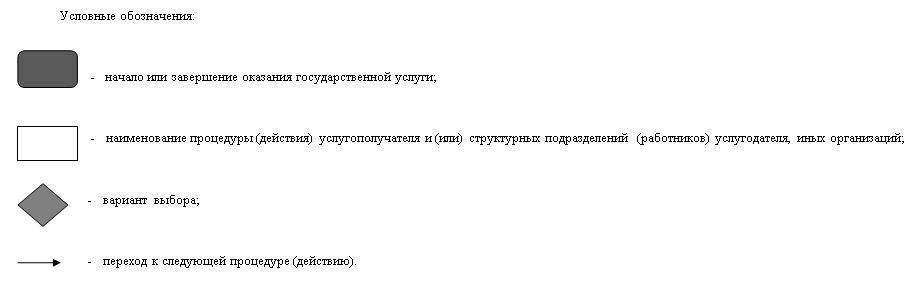 Условные обозначения:
- начало или завершение оказания государственной услуги;
- наименование процедуры (действия) услугополучателя и (или) структурных подразделений (работников) услугодателя, иных организаций;
- вариант выбора;
- переход к следующей процедуре (действию).